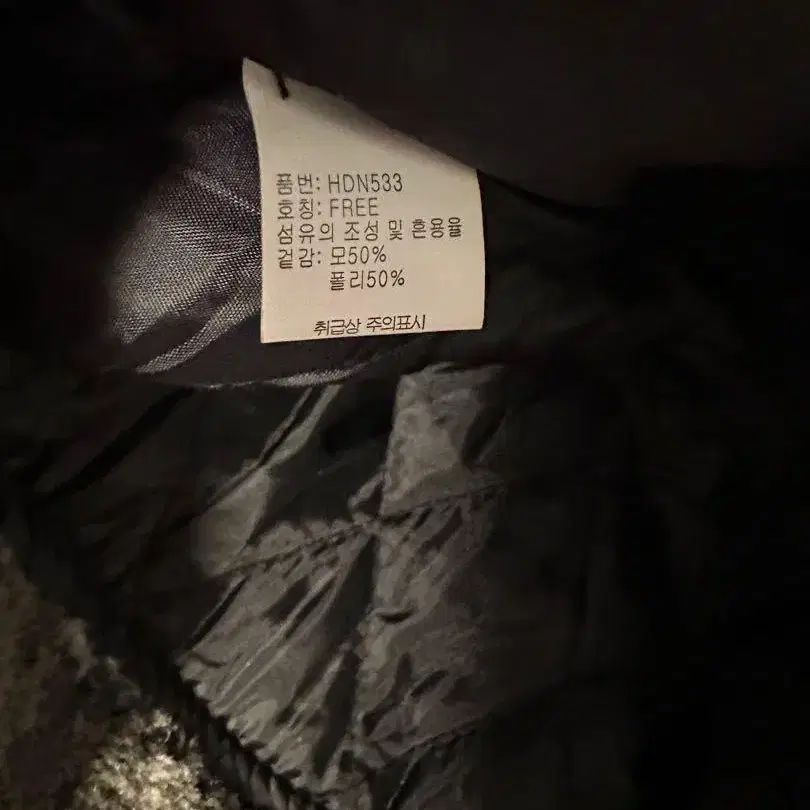 품번: HDN533
호칭: FREE
섬유의 조성 및 혼용율
겉감: 모50%
폴리50%
취급상 주의표시